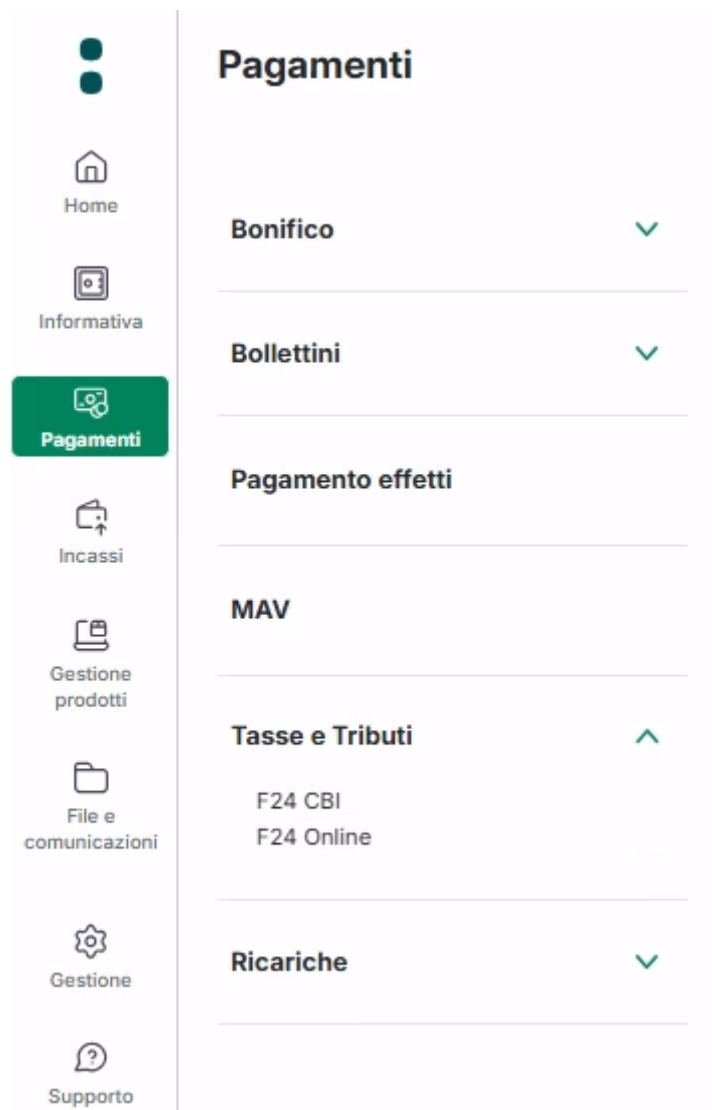 Home
Informativa
Pagamenti
Incassi
Gestione
prodotti
File e
comunicazioni
Gestione
Supporto
Pagamenti
Bonifico
Bollettini
Pagamento effetti
MAV
Tasse e Tributi
F24 CBI
F24 Online
Ricariche